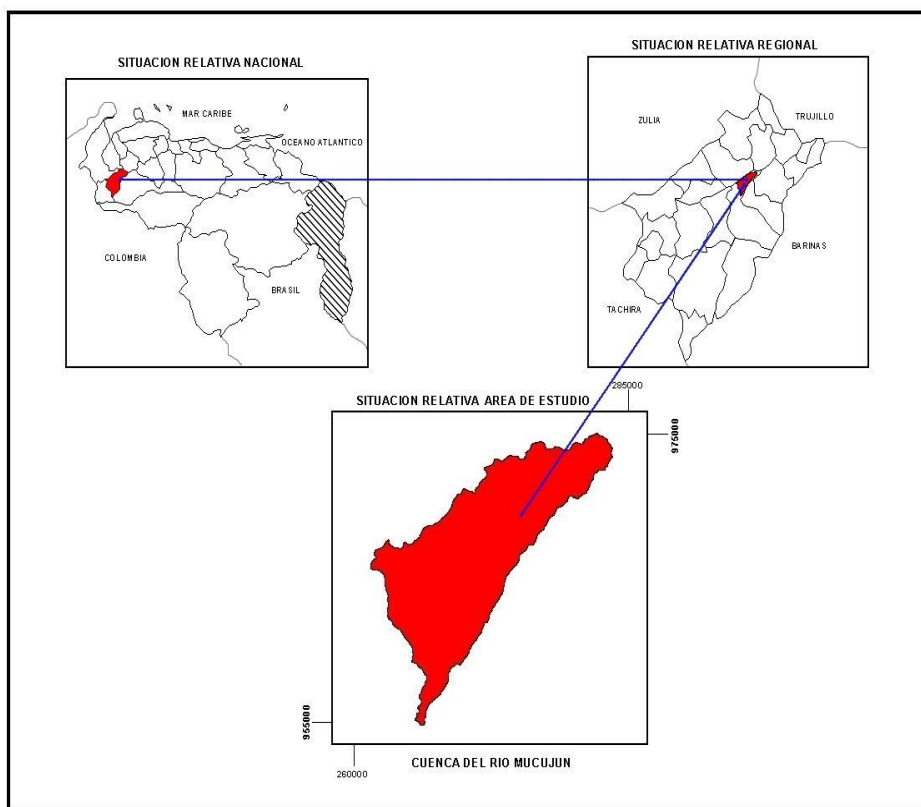 SITUACION RELATIVA NACIONAL
MAR CARIBE
OCEANO ATLANTICO
COLOMBIA
BRASIL
SITUACION RELATIVA REGIONAL
ZULIA
TRUJILLO
BARINAS
TACHIRA
285000
SITUACION RELATIVA AREA DE ESTUDIO
975000
955000
260000
CUENCA DEL RIO MUCUJUN